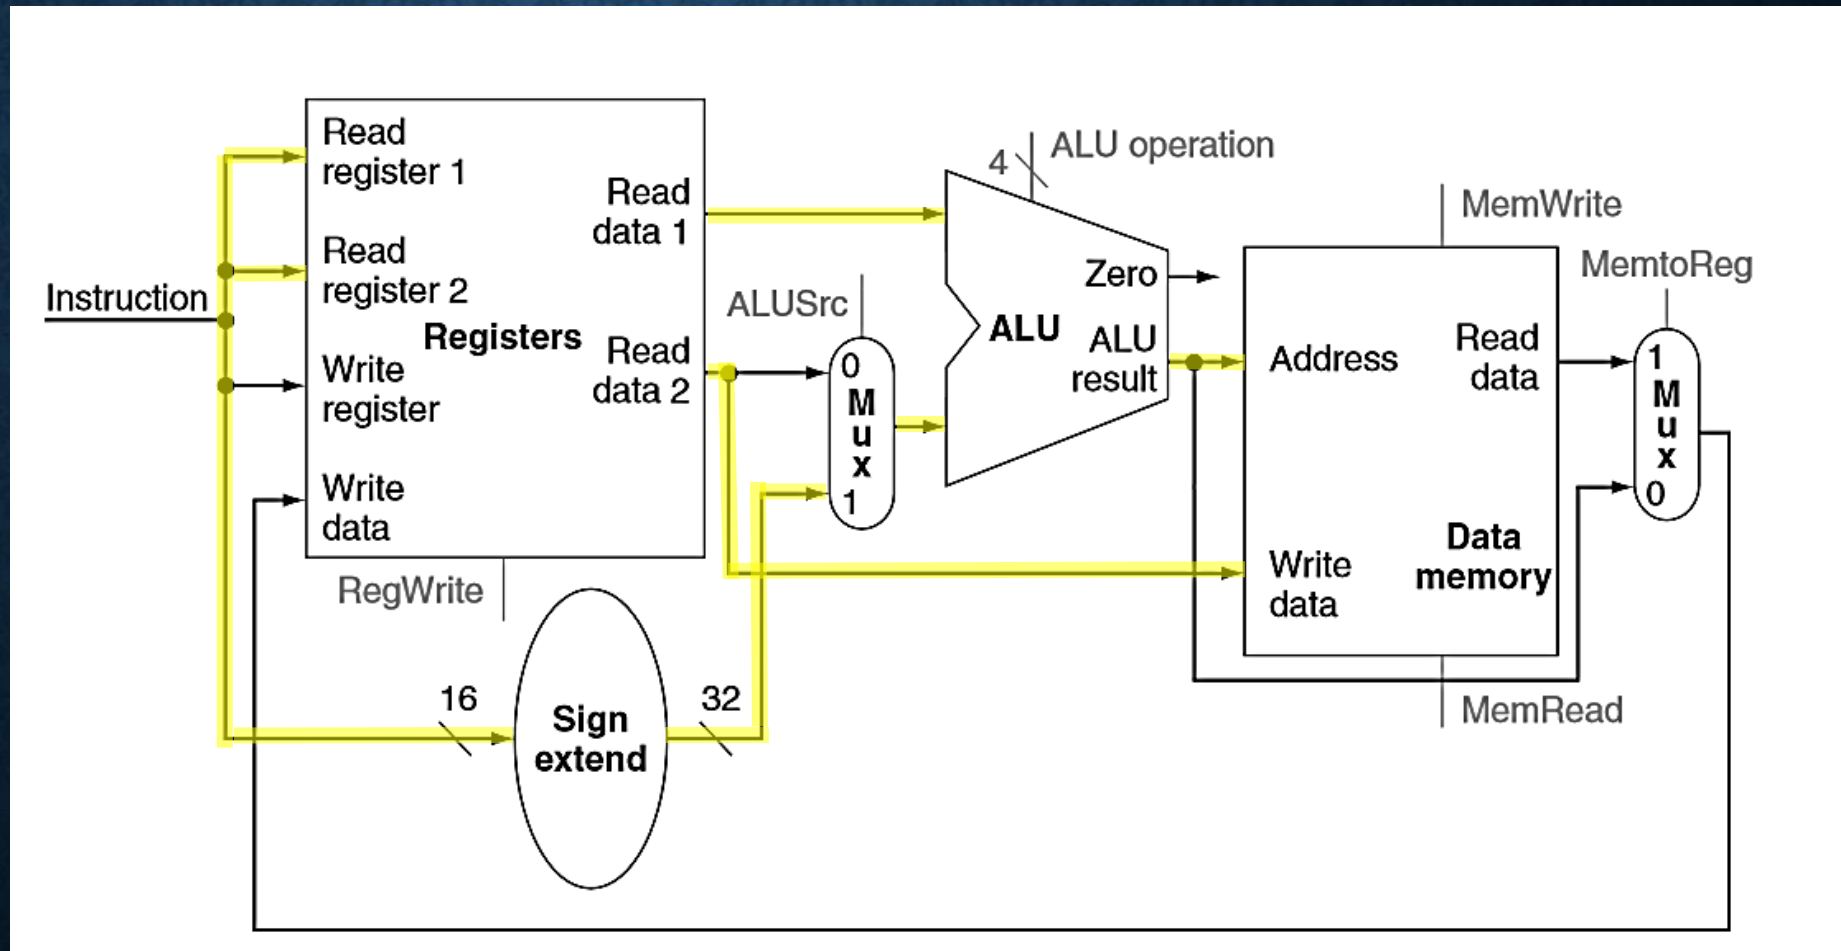 Instruction
Read
register 1
Read
register 2
Registers
Write
register
Write
data
Read
data 1
Read
data 2
RegWrite
16
Sign
extend
32
ALUSrc
0
M
u
x
1
4
ALU operation
Zero
ALU
ALU
result
MemWrite
Address
Read
data
Write
data
Data
memory
MemRead
MemtoReg
1
M
u
x
0